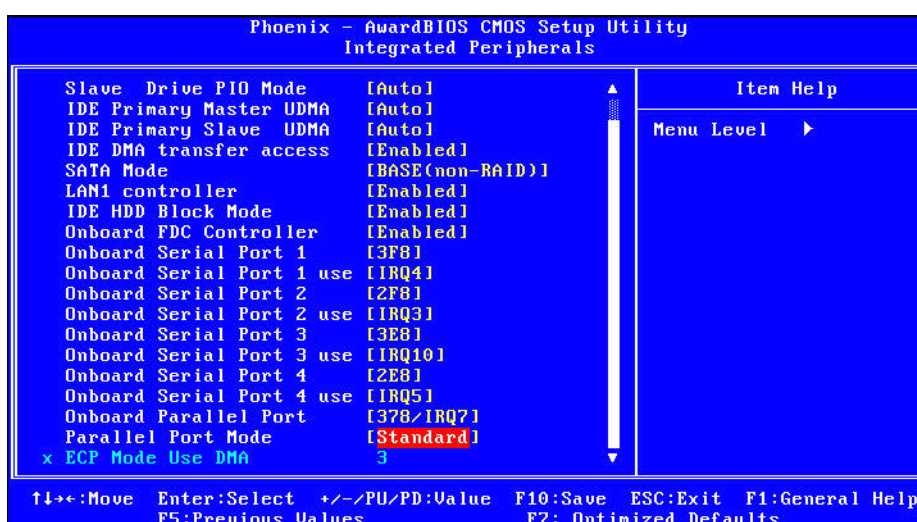 Phoenix - AwardBIOS CMOS Setup Utility
Integrated Peripherals
Slave Drive PIO Mode [Auto]
IDE Primary Master UDMA [Auto]
IDE Primary Slave UDMA [Auto]
IDE DMA transfer access [Enabled]
SATA Mode [BASE(non-RAID)]
LAN1 controller [Enabled]
IDE HDD Block Mode [Enabled]
Onboard FDC Controller [Enabled]
Onboard Serial Port 1 [3F8]
Onboard Serial Port 1 use [IRQ4]
Onboard Serial Port 2 [2F8]
Onboard Serial Port 2 use [IRQ3]
Onboard Serial Port 3 [3E8]
Onboard Serial Port 3 use [IRQ10]
Onboard Serial Port 4 [2E8]
Onboard Serial Port 4 use [IRQ5]
Onboard Parallel Port [378/IRQ7]
Parallel Port Mode [Standard]
x ECP Mode Use DMA 3
Item Help
Menu Level ►
↑↓→←:Move Enter:Select +/-/PU/PD:Value F10:Save ESC:Exit F1:General Help
F5:Previous Values F7: Optimized Defaults